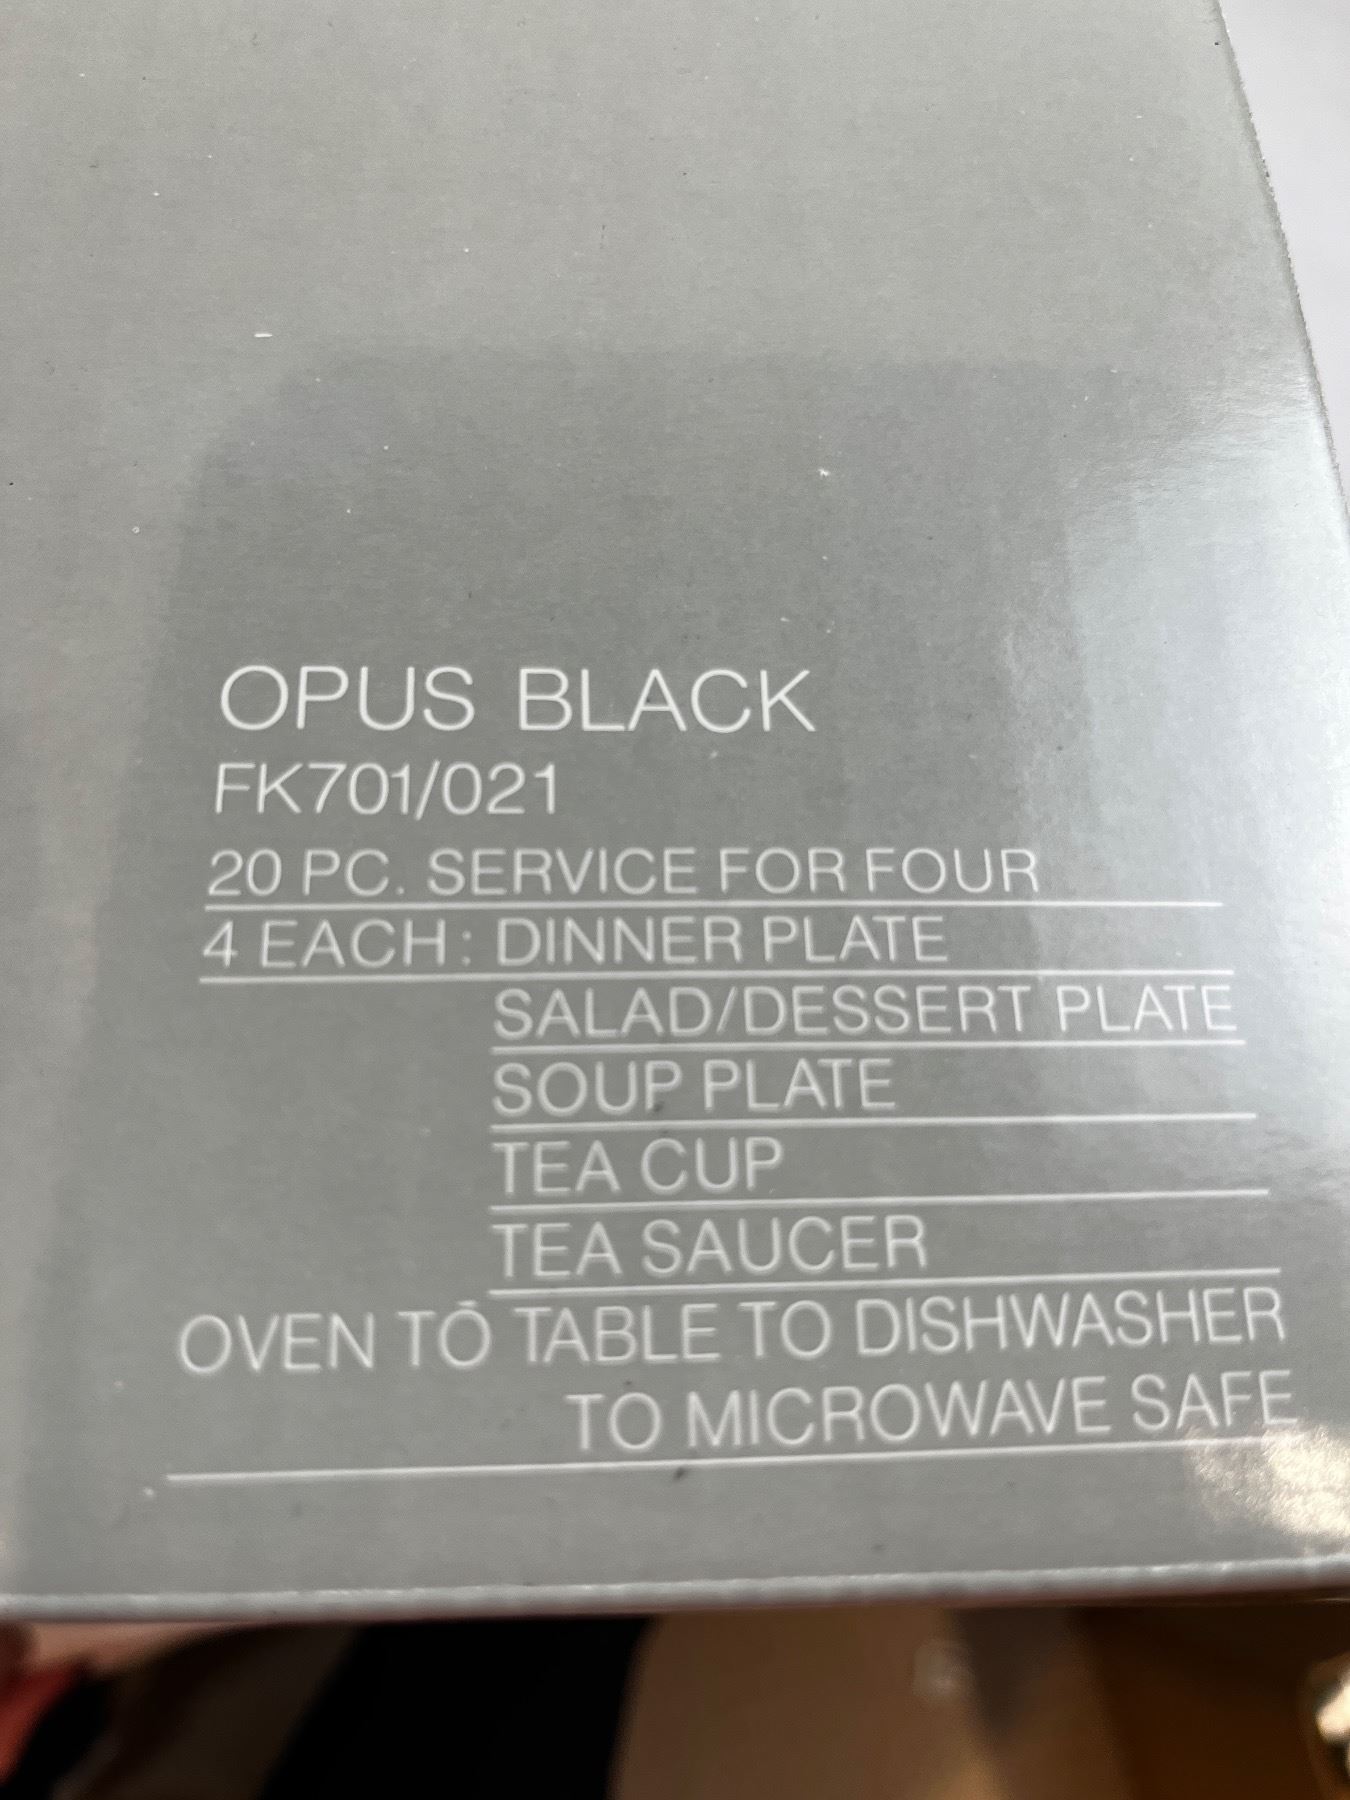 OPUS BLACK
FK701/021
20 PC. SERVICE FOR FOUR
4 EACH: DINNER PLATE
SALAD/DESSERT PLATE
SOUP PLATE
TEA CUP
TEA SAUCER
OVEN TO TABLE TO DISHWASHER
TO MICROWAVE SAFE